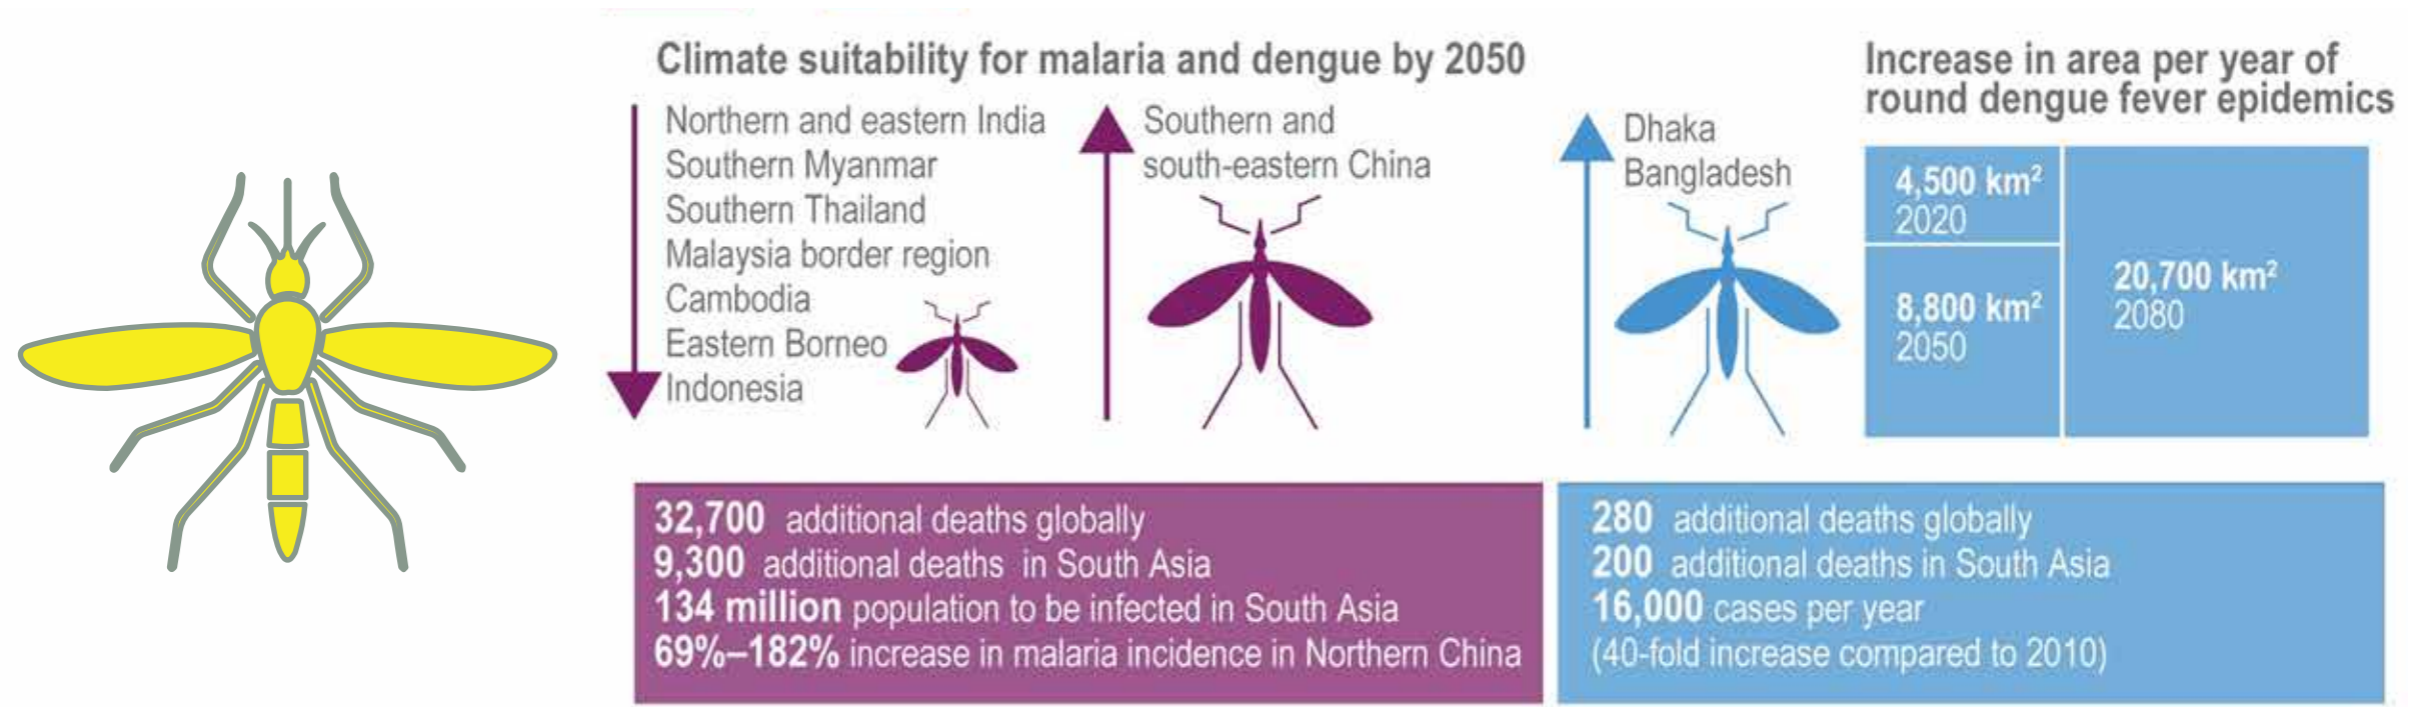 Climate suitability for malaria and dengue by 2050
Northern and eastern India
Southern Myanmar
Southern Thailand
Malaysia border region
Cambodia
Eastern Borneo
Indonesia
Southern and
south-eastern China
Dhaka
Bangladesh
Increase in area per year of
round dengue fever epidemics
4,500 km²
2020
8,800 km²
2050
20,700 km²
2080
32,700 additional deaths globally
9,300 additional deaths in South Asia
134 million population to be infected in South Asia
69%–182% increase in malaria incidence in Northern China
280 additional deaths globally
200 additional deaths in South Asia
16,000 cases per year
(40-fold increase compared to 2010)